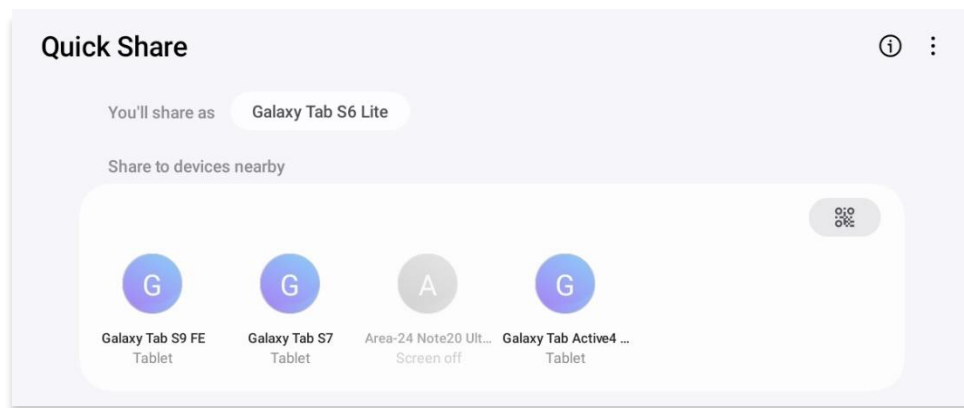 Quick Share
You'll share as Galaxy Tab S6 Lite
Share to devices nearby
G G A G
Galaxy Tab S9 FE Galaxy Tab S7 Area-24 Note20 Ult... Galaxy Tab Active4 ...
Tablet Tablet Screen off Tablet